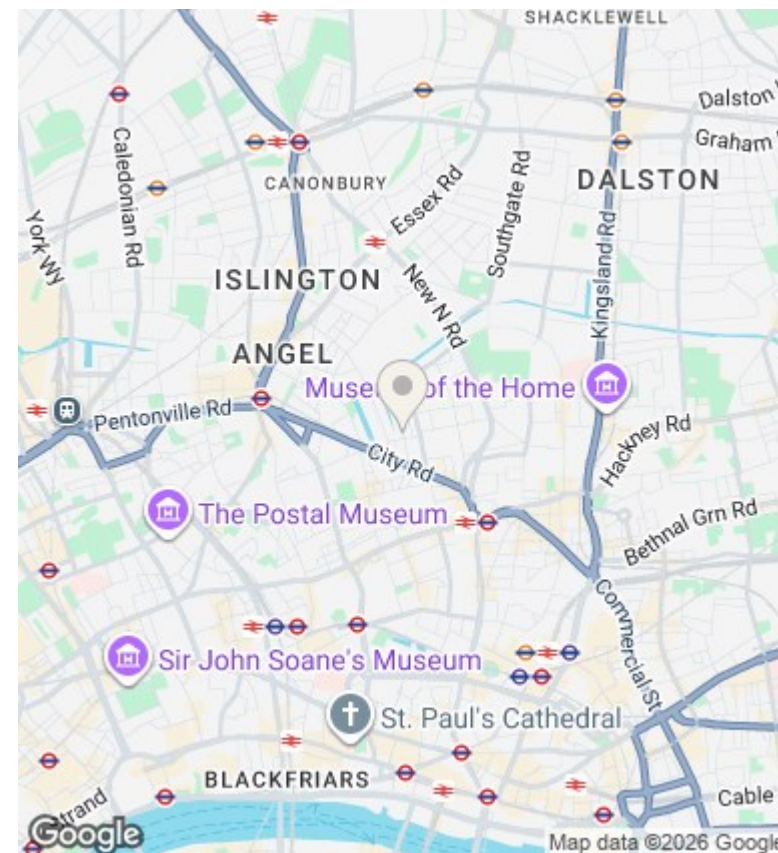 SHACKLEWELL
Dalston
Graham
Caledonian Rd
CANONBURY
Essex Rd
Southgate Rd
DALSTON
York Wy
ISLINGTON
New N Rd
Kingsland Rd
ANGEL
Museum of the Home
Pentonville Rd
City Rd
Hackney Rd
The Postal Museum
Bethnal Grn Rd
Commercial St
Sir John Soane's Museum
St. Paul's Cathedral
BLACKFRIARS
Cable
Strand
Google
Map data ©2026 Google